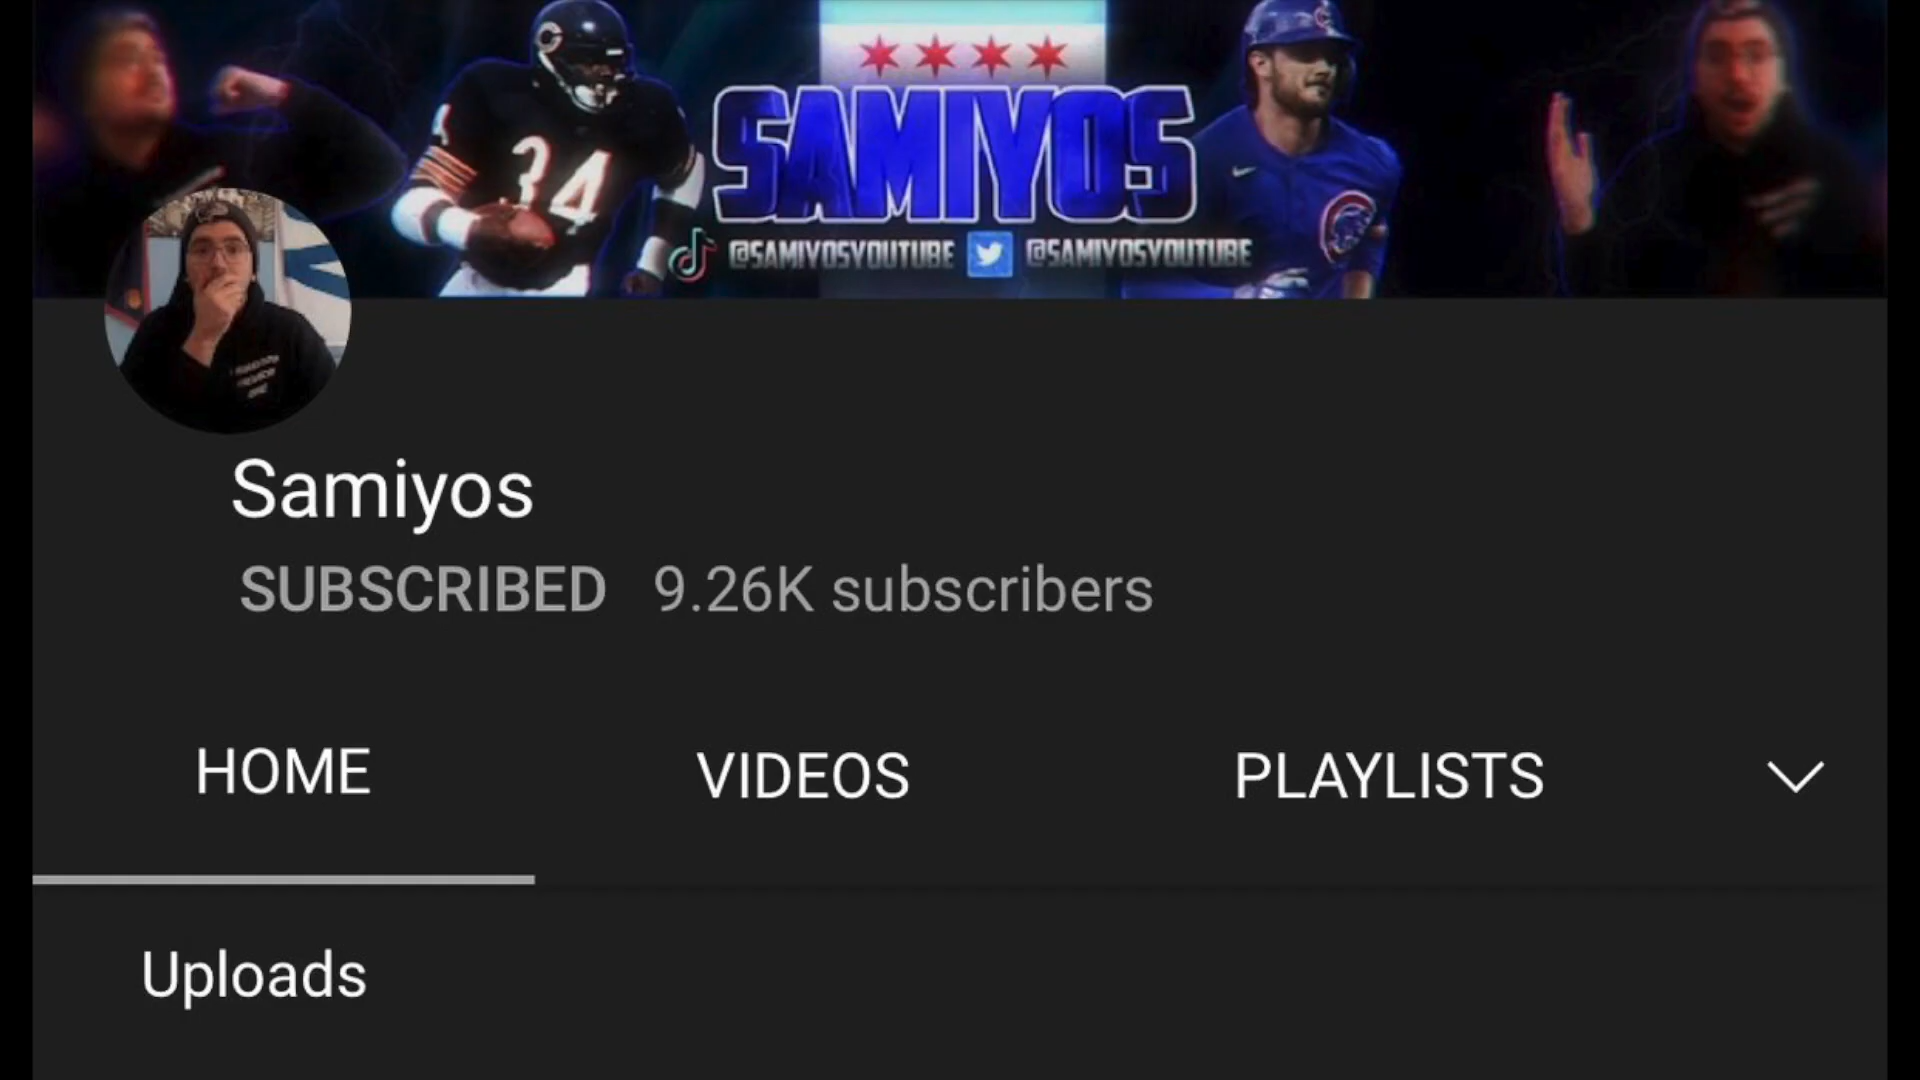 34
SAMIYOS
@SAMIYOSYOUTUBE @SAMIYOSYOUTUBE
Samiyos
SUBSCRIBED 9.26K subscribers
HOME VIDEOS PLAYLISTS
Uploads